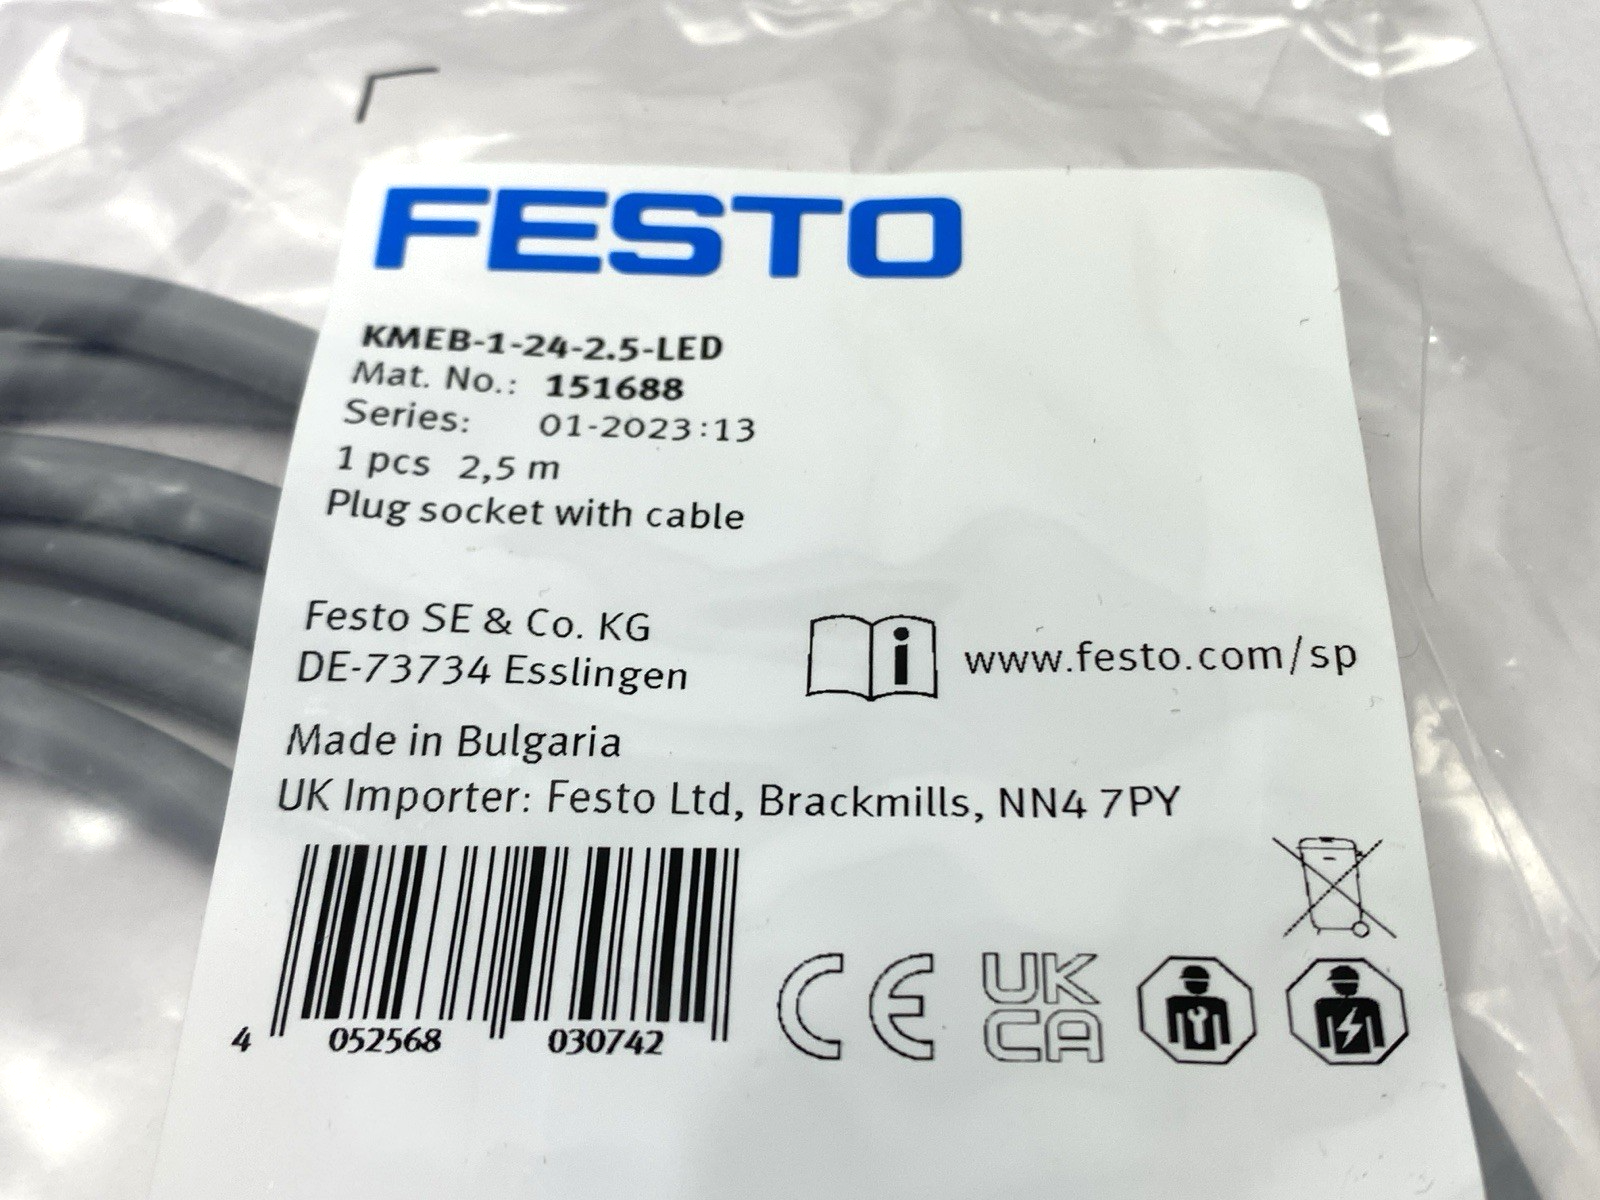 FESTO
KMEB-1-24-2.5-LED
Mat. No.: 151688
Series: 01-2023:13
1 pcs 2,5 m
Plug socket with cable
Festo SE & Co. KG
DE-73734 Esslingen
i www.festo.com/sp
Made in Bulgaria
UK Importer: Festo Ltd, Brackmills, NN4 7PY
4 052568 030742
CE UK
CA